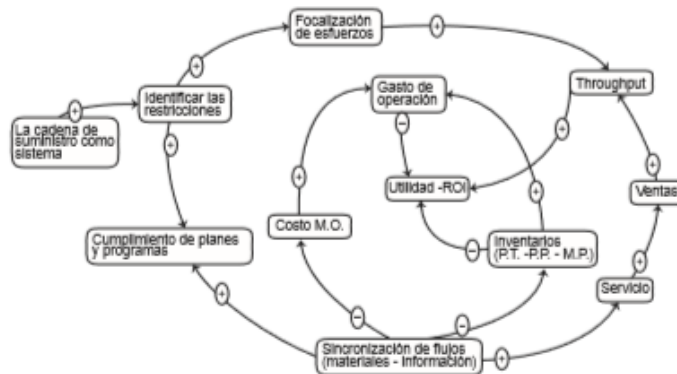 Focalización
de esfuerzos
+
+
Gasto de
operación
Throughput
Identificar las
restricciones
+
La cadena de
suministro como
sistema
+
−
+
+
Utilidad -ROI
+
+
Ventas
Costo M.O.
Cumplimiento de planes
y programas
−
Inventarios
(P.T. -P.P. - M.P.)
+
Servicio
+
−
−
+
Sincronización de flujos
(materiales - Información)
+